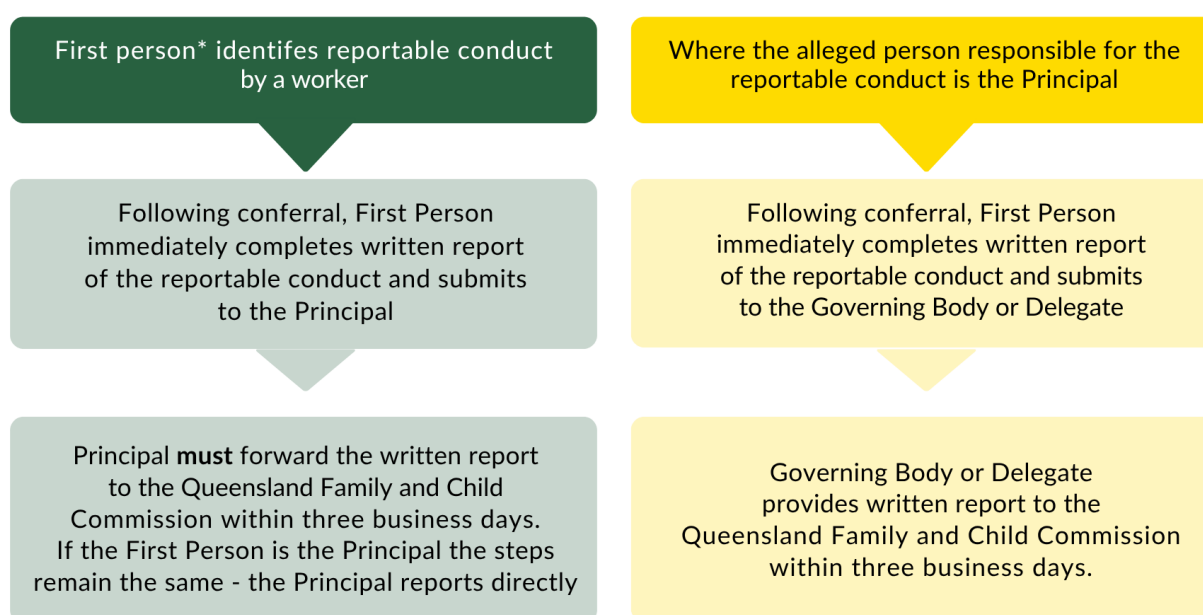 First person* identifes reportable conduct
by a worker
Following conferral, First Person
immediately completes written report
of the reportable conduct and submits
to the Principal
Principal must forward the written report
to the Queensland Family and Child
Commission within three business days.
If the First Person is the Principal the steps
remain the same - the Principal reports directly
Where the alleged person responsible for the
reportable conduct is the Principal
Following conferral, First Person
immediately completes written report
of the reportable conduct and submits
to the Governing Body or Delegate
Governing Body or Delegate
provides written report to the
Queensland Family and Child Commission
within three business days.